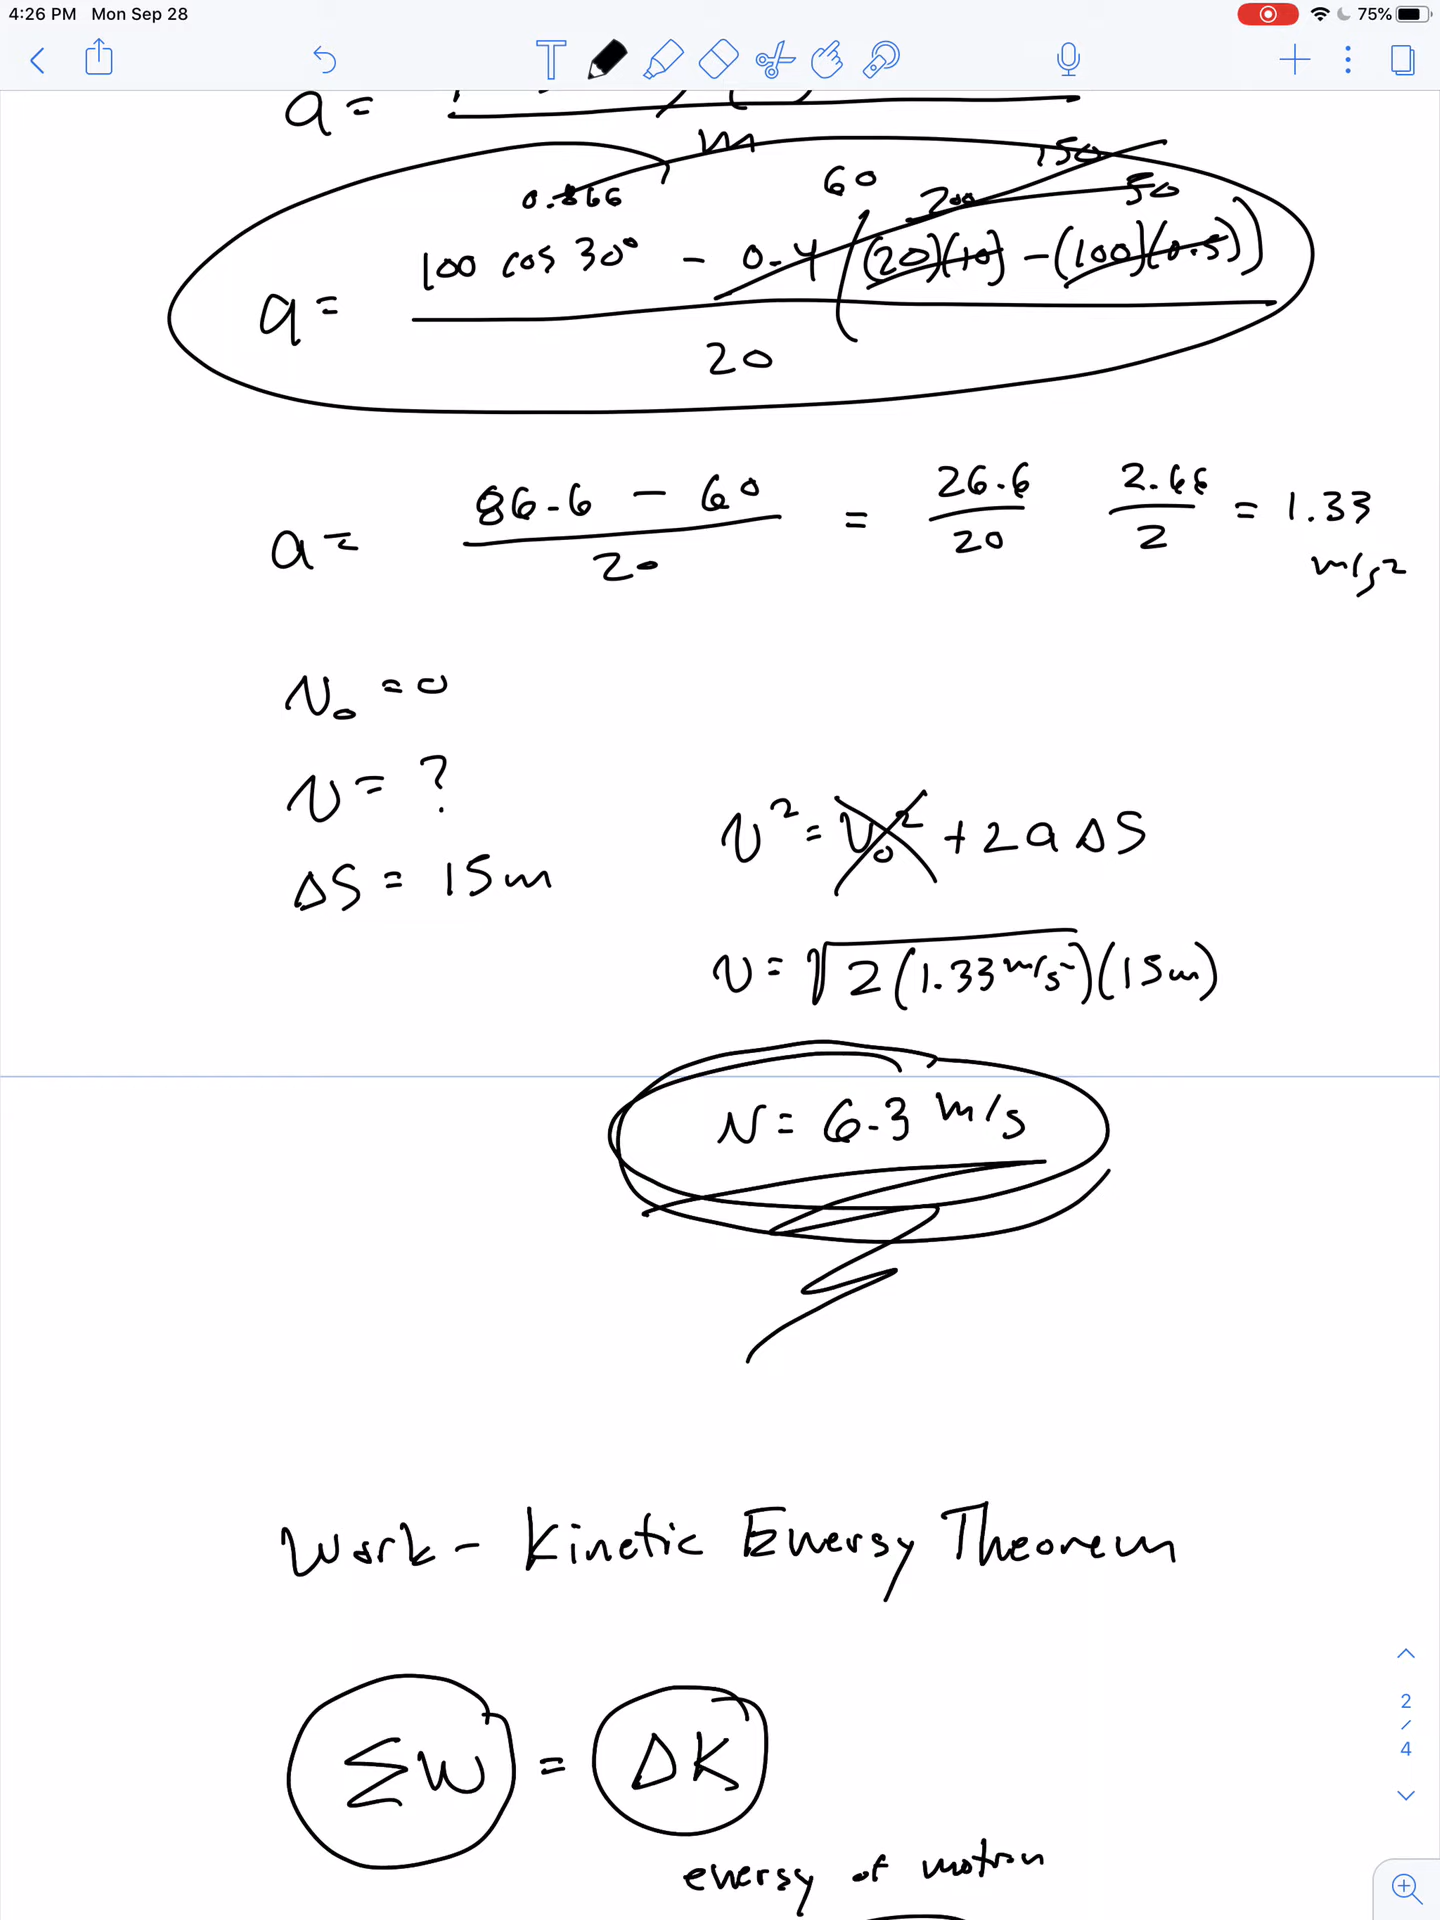 4:26 PM Mon Sep 28 75%
T
a =
m
0.866 60 200 150 50
a = 100 cos 30° - 0.4 ((20)(10) - (100)(0.5))
20
a = 86.6 - 60 = 26.6 2.66 = 1.33
20 20 2 m/s²
v₀ = 0
v = ?
ΔS = 15m
v² = v₀² + 2aΔS
v = √2(1.33 m/s²)(15m)
v = 6.3 m/s
Work - Kinetic Energy Theorem
ΣW = ΔK
energy of motion
2
/
4